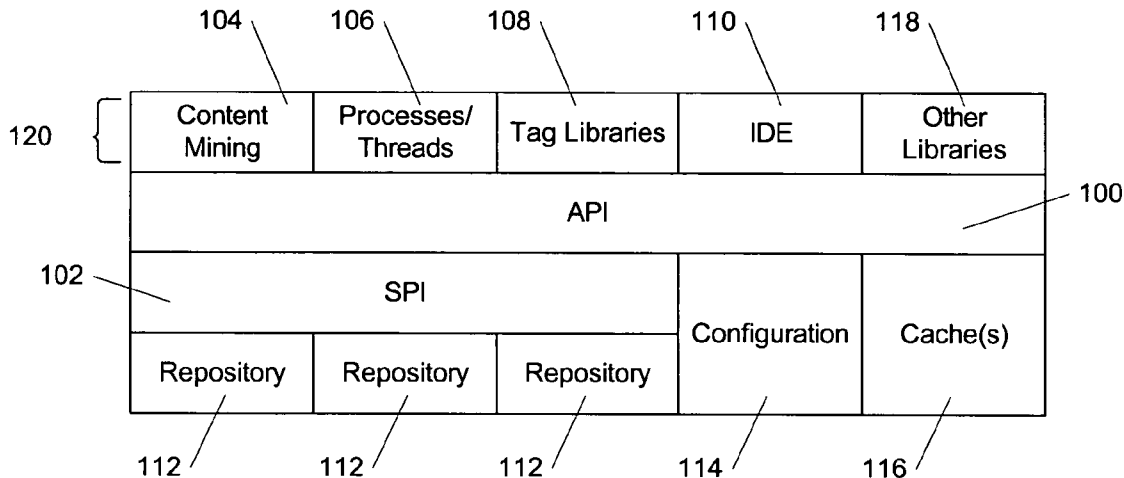 104
106
108
110
118
120
Content
Mining
Processes/
Threads
Tag Libraries
IDE
Other
Libraries
API
100
102
SPI
Configuration
Cache(s)
Repository
Repository
Repository
112
112
112
114
116